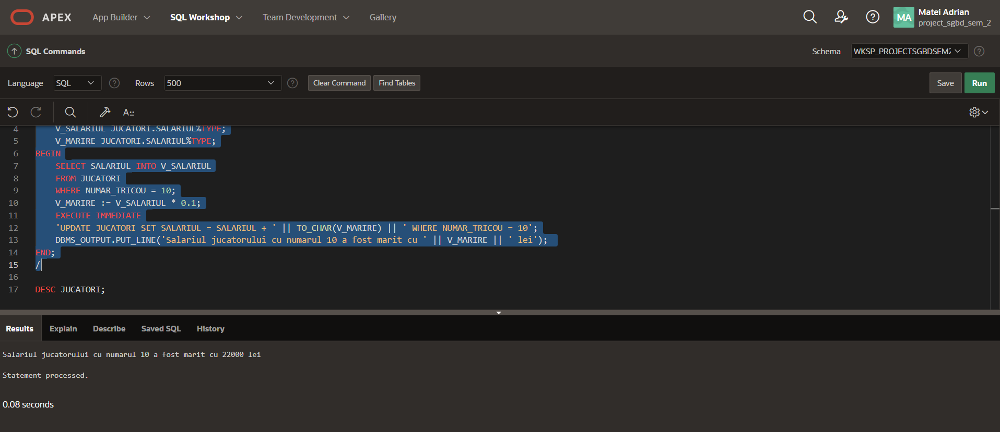 APEX App Builder SQL Workshop Team Development Gallery MA Matei Adrian
project_sgbd_sem_2
SQL Commands Schema WKSP_PROJECTSGBDSEM2 ?
Language SQL ? Rows 500 ? Clear Command Find Tables Save Run
A::
4 V_SALARIUL JUCATORI.SALARIUL%TYPE;
5 V_MARIRE JUCATORI.SALARIUL%TYPE;
6 BEGIN
7 SELECT SALARIUL INTO V_SALARIUL
8 FROM JUCATORI
9 WHERE NUMAR_TRICOU = 10;
10 V_MARIRE := V_SALARIUL * 0.1;
11 EXECUTE IMMEDIATE
12 'UPDATE JUCATORI SET SALARIUL = SALARIUL + ' || TO_CHAR(V_MARIRE) || ' WHERE NUMAR_TRICOU = 10';
13 DBMS_OUTPUT.PUT_LINE('Salariul jucatorului cu numarul 10 a fost marit cu ' || V_MARIRE || ' lei');
14 END;
15 /
16
17 DESC JUCATORI;
Results Explain Describe Saved SQL History
Salariul jucatorului cu numarul 10 a fost marit cu 22000 lei
Statement processed.
0.08 seconds